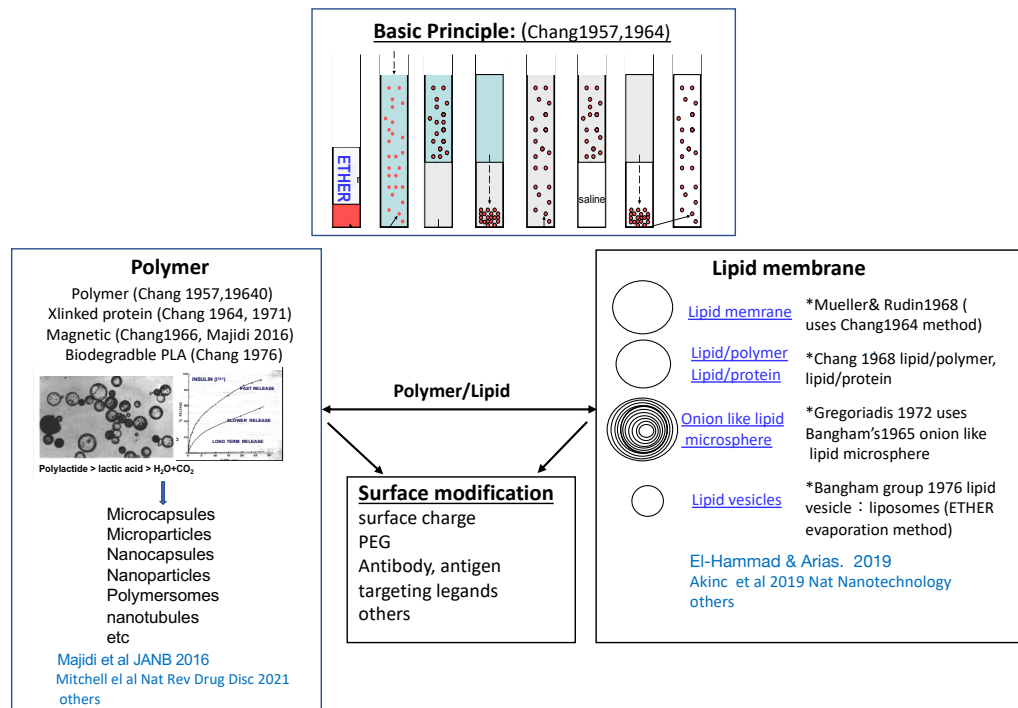 Basic Principle: (Chang1957,1964)
ETHER
saline
Polymer
Polymer (Chang 1957,19640)
Xlinked protein (Chang 1964, 1971)
Magnetic (Chang1966, Majidi 2016)
Biodegradble PLA (Chang 1976)
FAST RELEASE
SLOWER RELEASE
LONG TERM RELEASE
Polylactide > lactic acid > H₂O+CO₂
Microcapsules
Microparticles
Nanocapsules
Nanoparticles
Polymersomes
nanotubules
etc
Majidi et al JANB 2016
Mitchell el al Nat Rev Drug Disc 2021
others
Polymer/Lipid
Surface modification
surface charge
PEG
Antibody, antigen
targeting legands
others
Lipid membrane
Lipid memrane
*Mueller& Rudin1968 (
uses Chang1964 method)
Lipid/polymer
Lipid/protein
*Chang 1968 lipid/polymer,
lipid/protein
Onion like lipid
microsphere
*Gregoriadis 1972 uses
Bangham's1965 onion like
lipid microsphere
Lipid vesicles
*Bangham group 1976 lipid
vesicle：liposomes (ETHER
evaporation method)
El-Hammad & Arias. 2019
Akinc et al 2019 Nat Nanotechnology
others